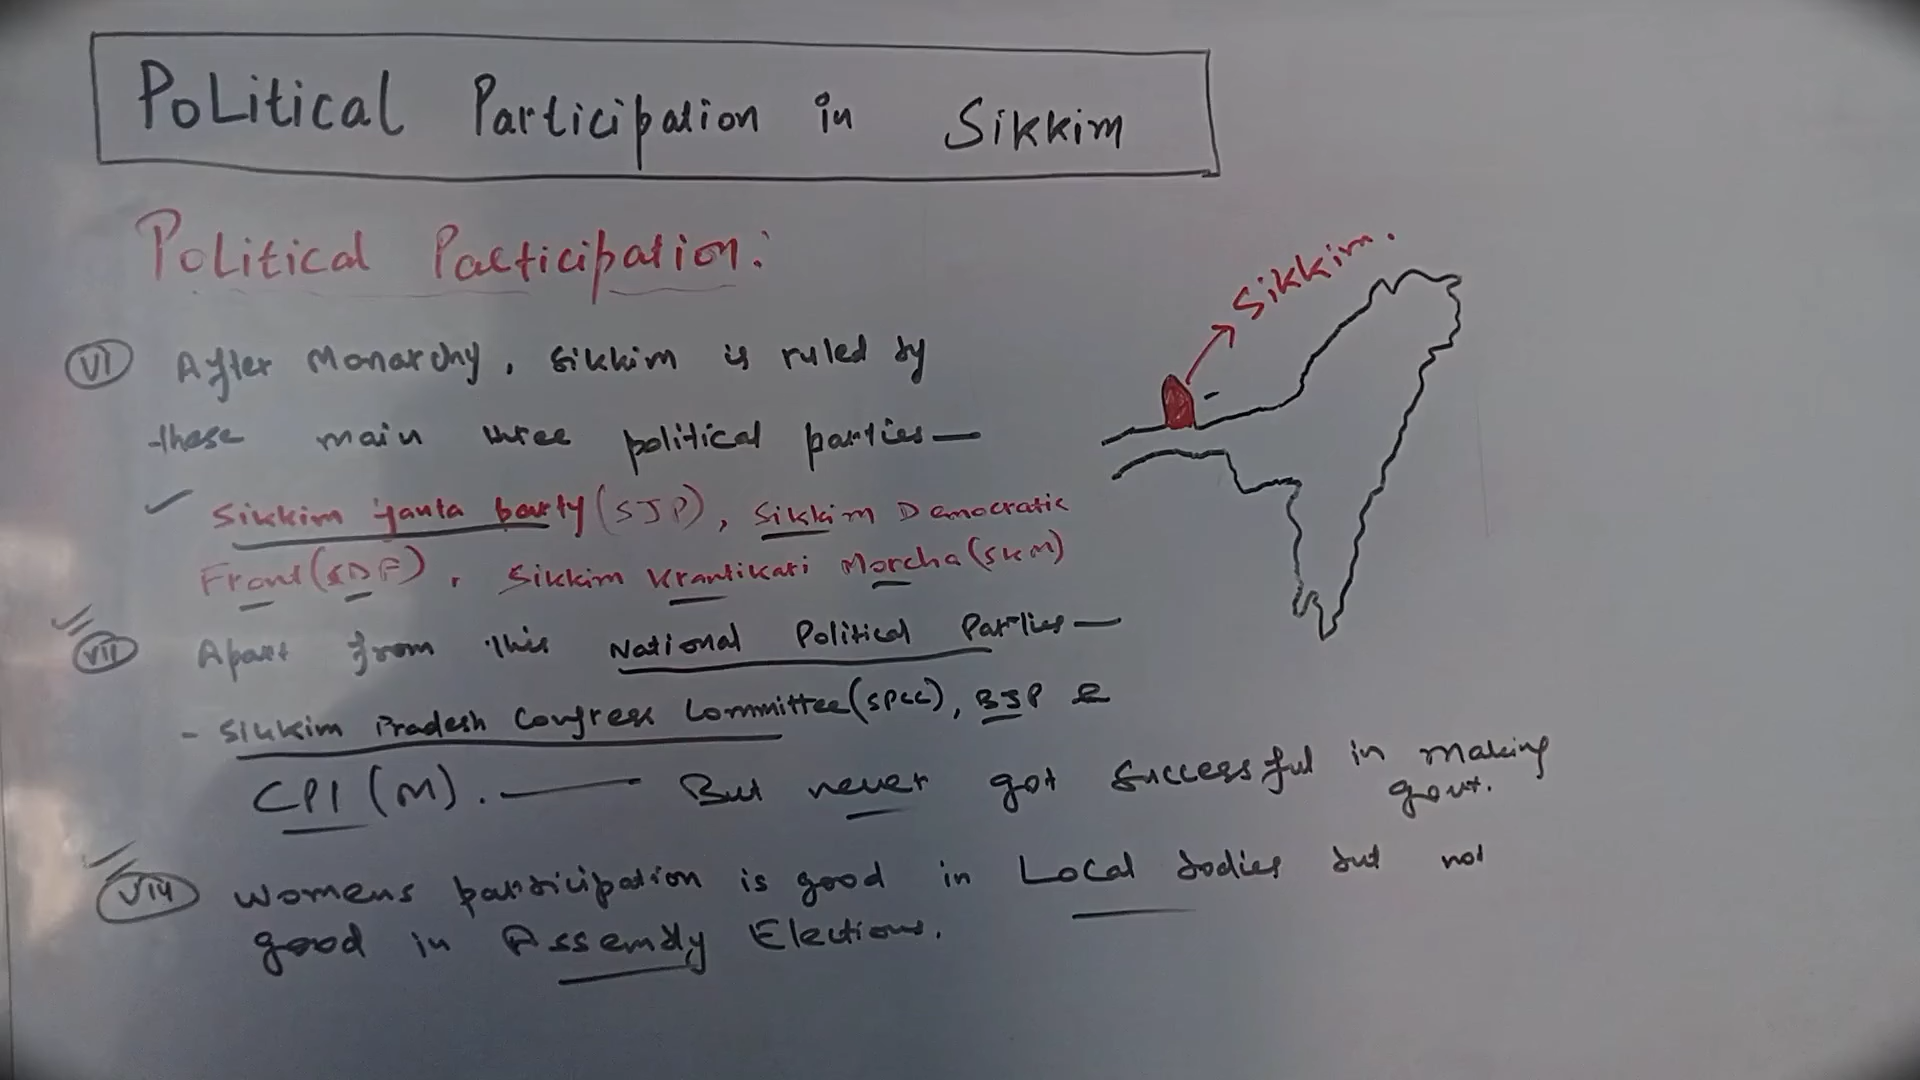 Political Participation in Sikkim
Political Participation:
Sikkim.
VI After Monarchy, Sikkim is ruled by
these main three political parties—
Sikkim janta party (SJP), Sikkim Democratic
Front (SDF), Sikkim Krantikari Morcha (SKM)
VII Apart from this National Political Parties—
- Sikkim Pradesh Congress Committee (SPCC), BJP &
CPI (M). — But never got successful in making
govt.
VIII Womens participation is good in Local bodies but not
good in Assembly Elections.